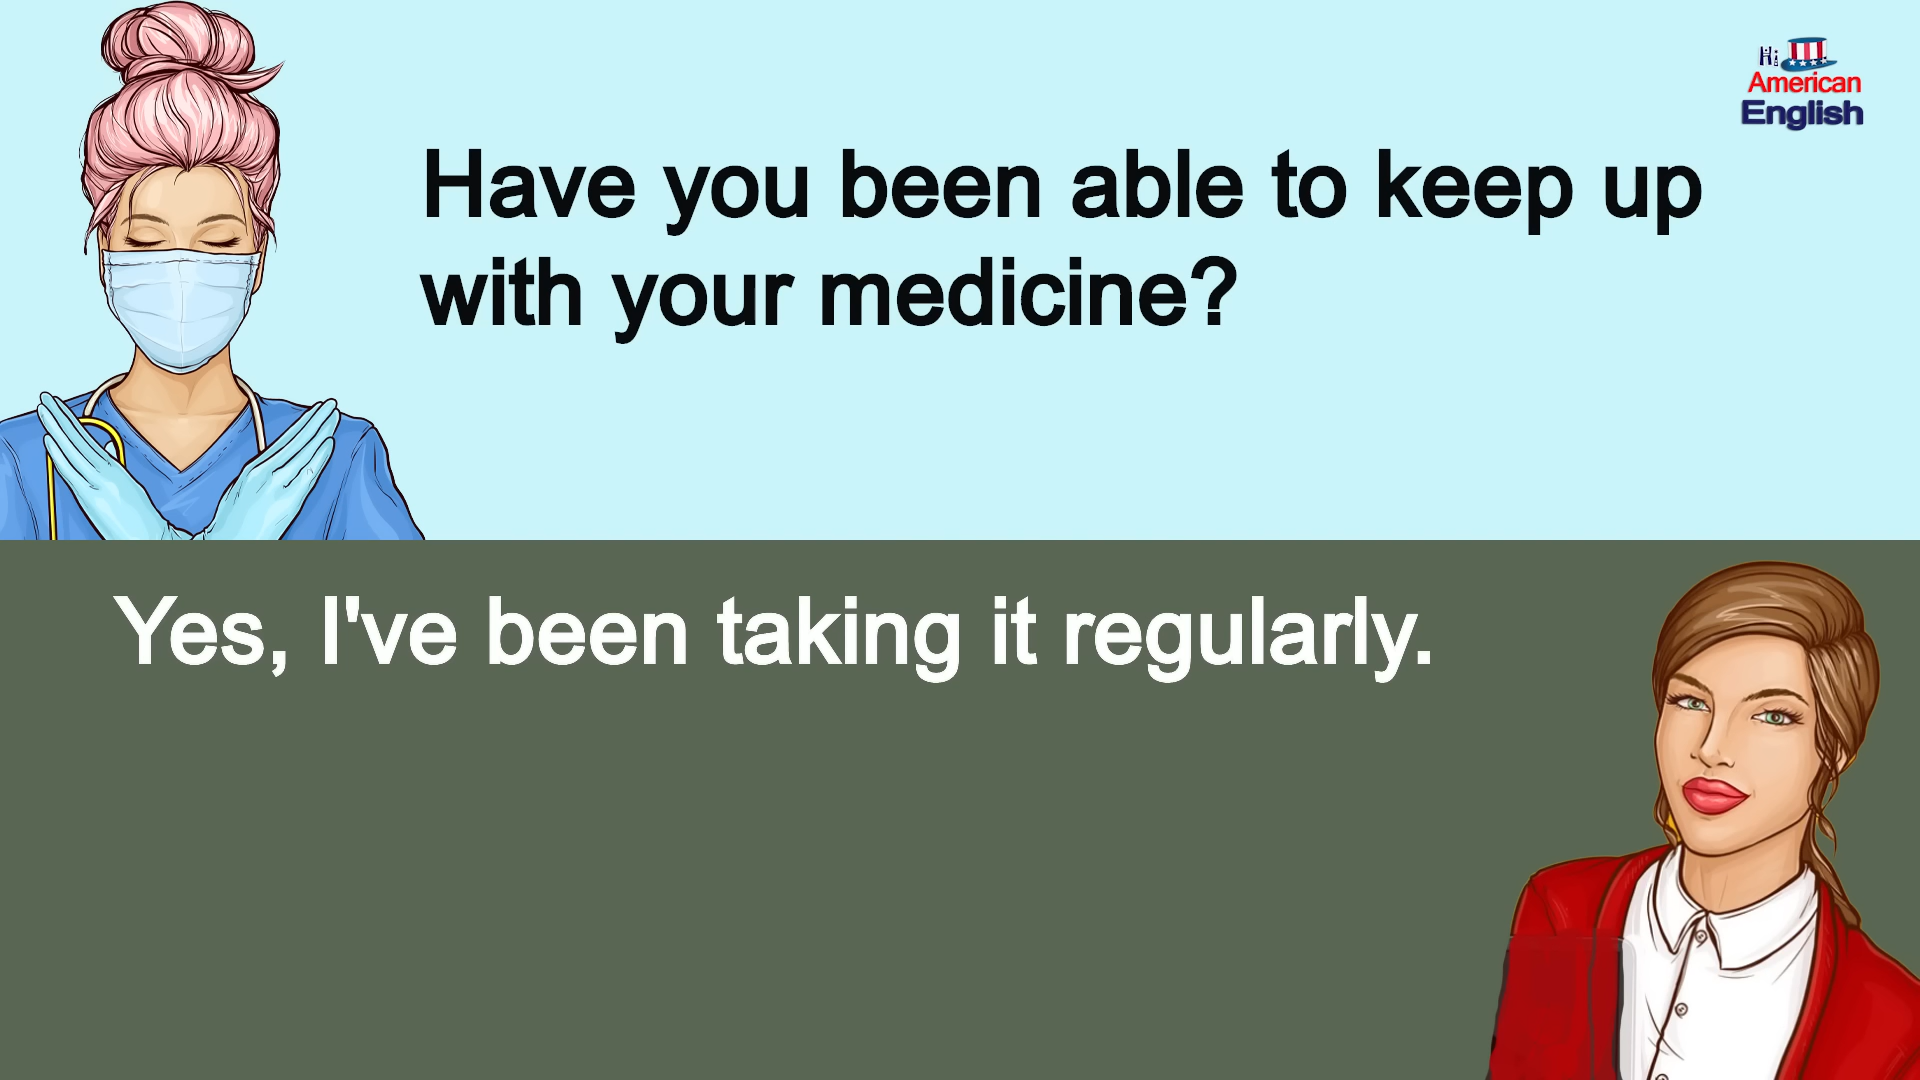 Hi
American
English
Have you been able to keep up
with your medicine?
Yes, I've been taking it regularly.